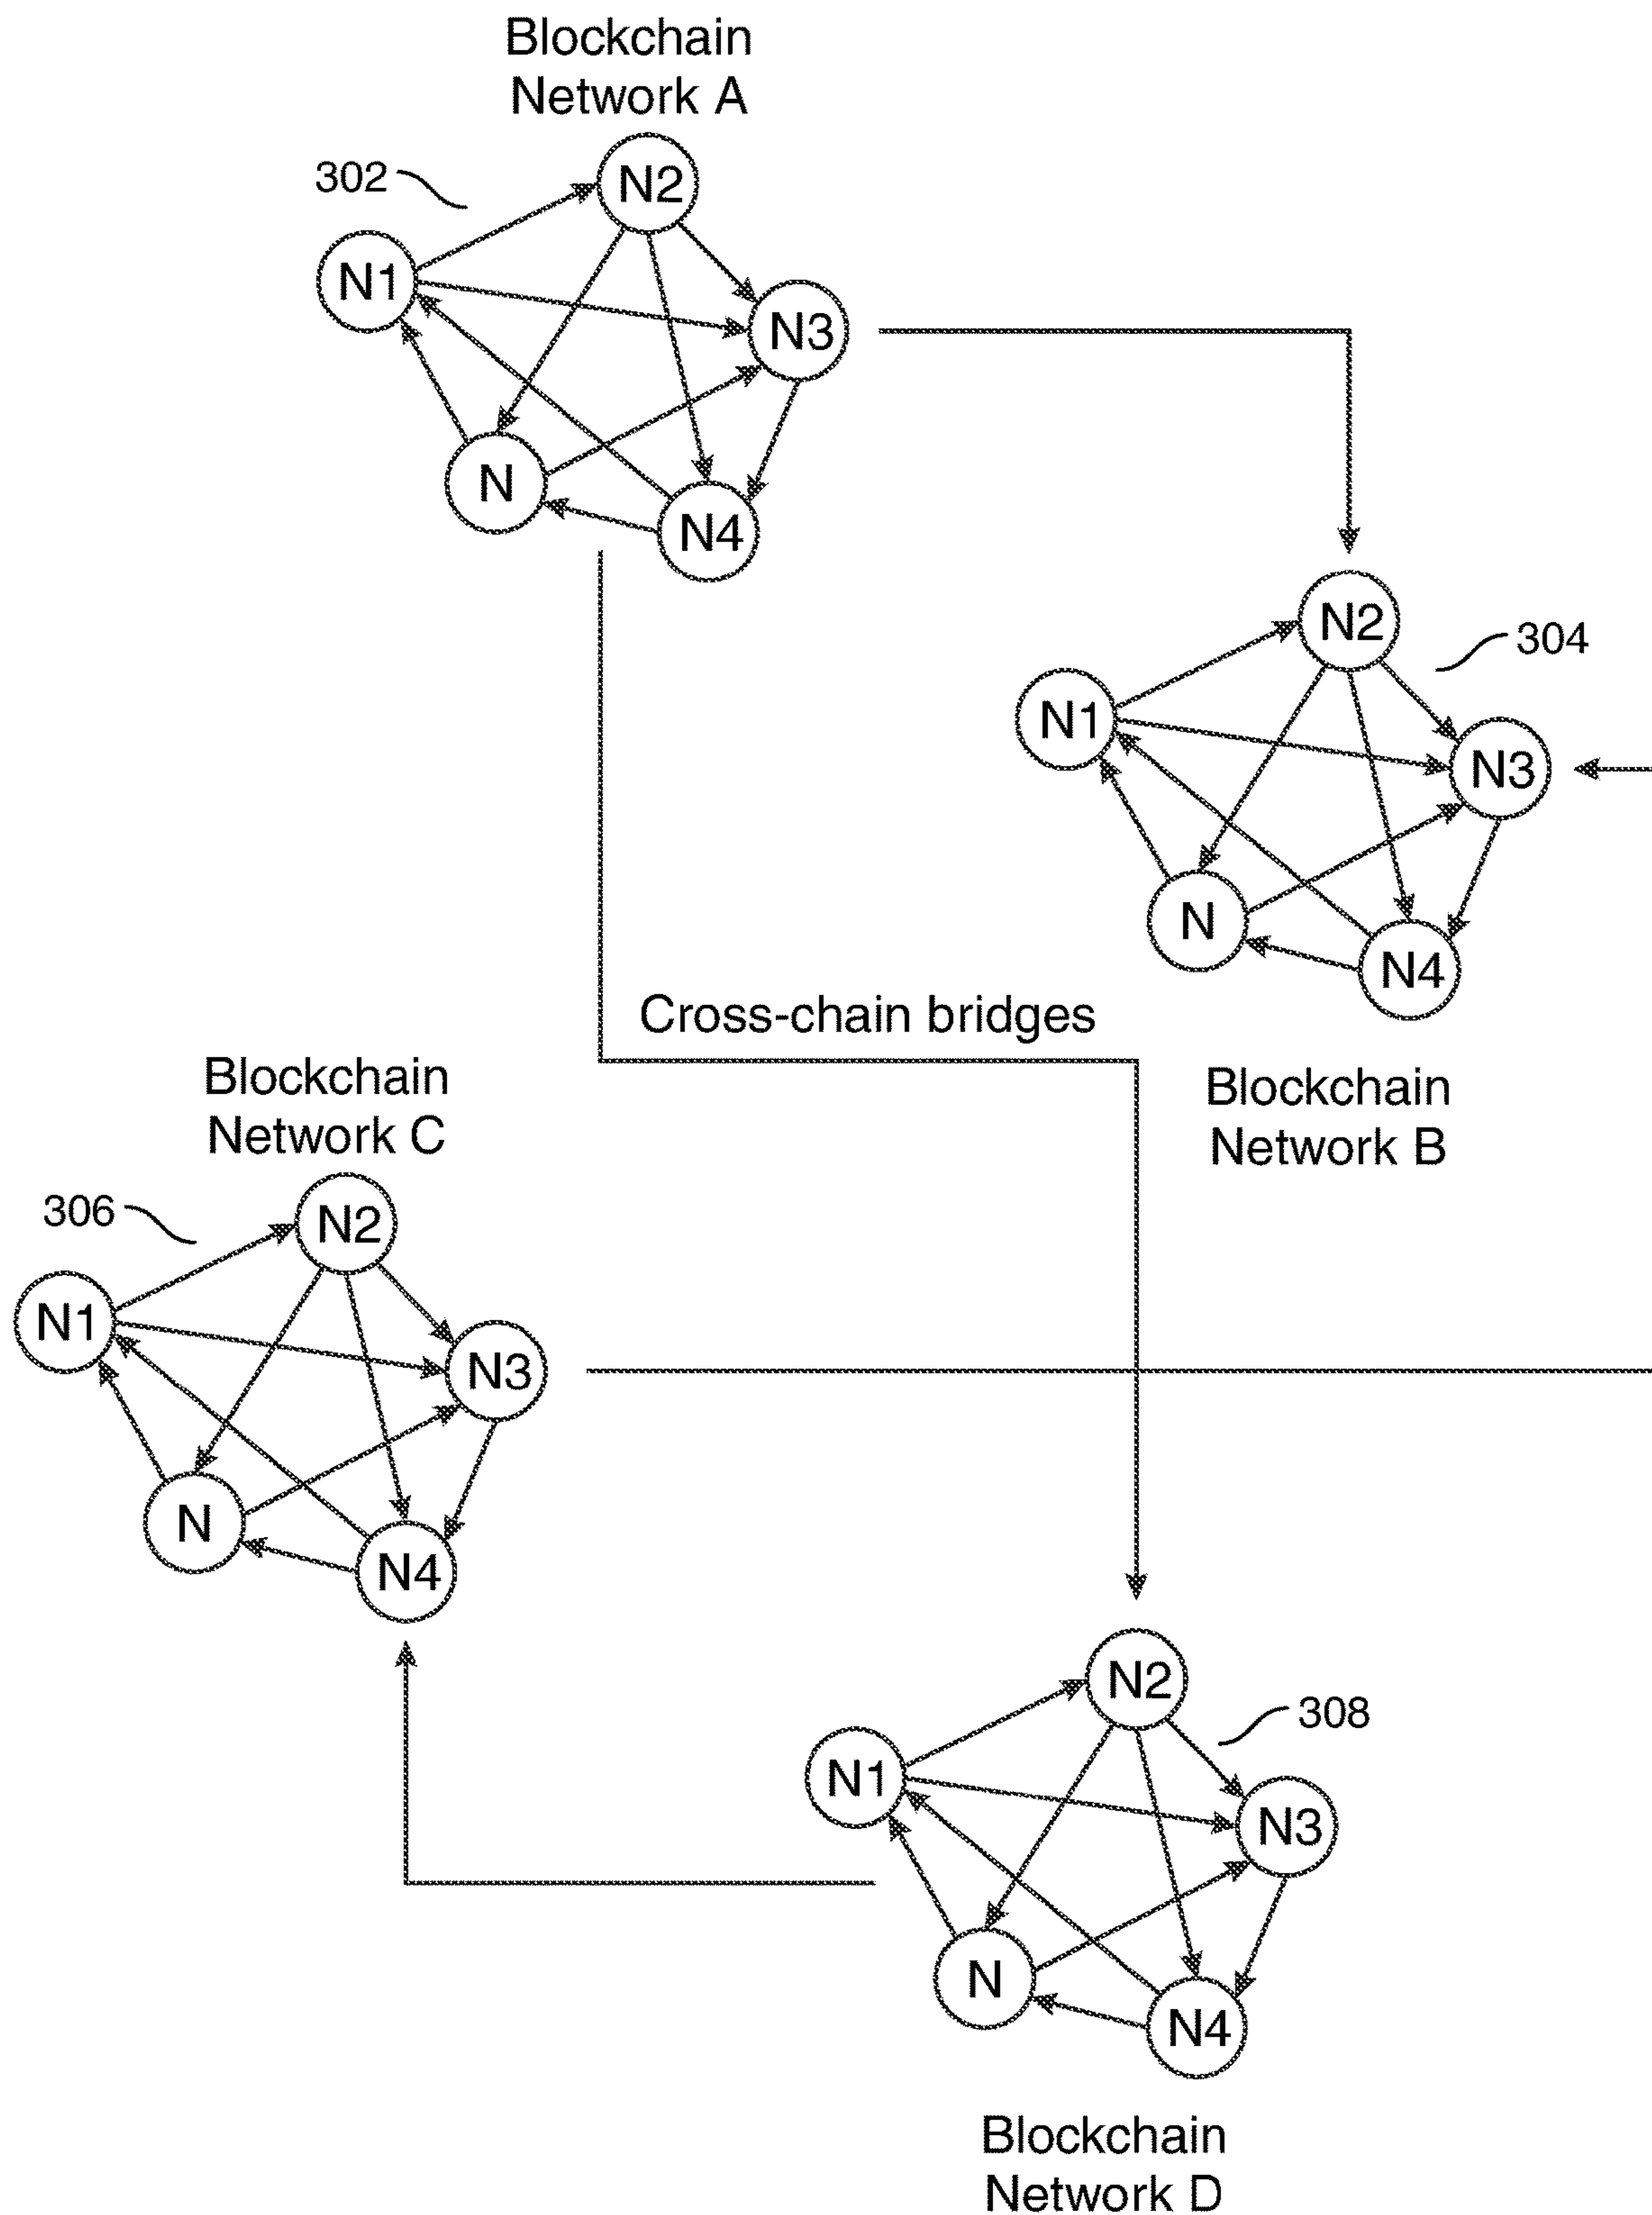 Blockchain
Network A
302
N2
N1
N3
N
N4
N2
304
N1
N3
N
N4
Cross-chain bridges
Blockchain
Network B
Blockchain
Network C
306
N2
N1
N3
N
N4
N2
308
N1
N3
N
N4
Blockchain
Network D